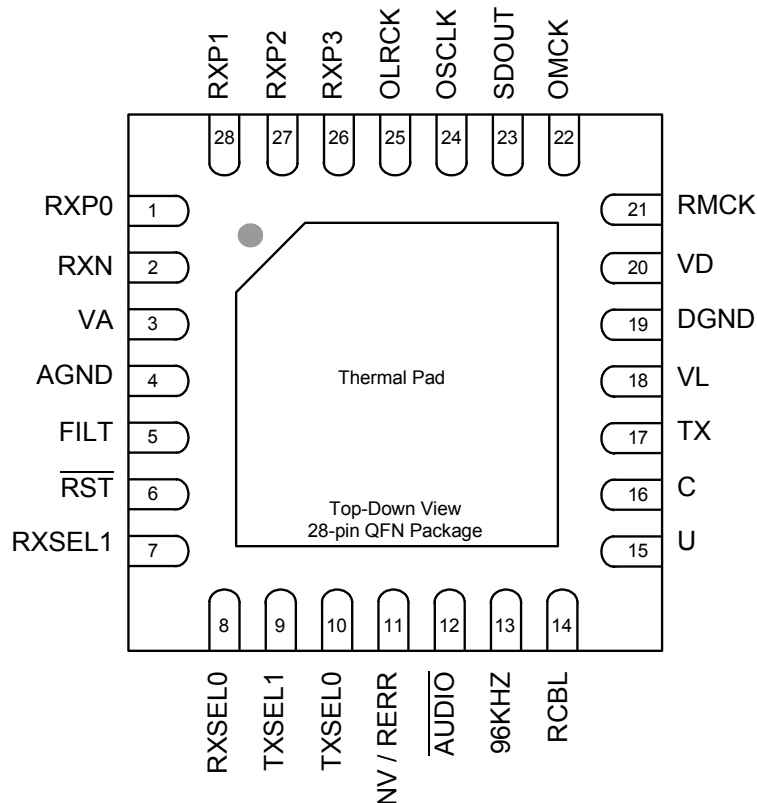 RXP1 RXP2 RXP3 OLRCK OSCLK SDOUT OMCK
28 27 26 25 24 23 22
RXP0 1
RXN 2
VA 3
AGND 4
FILT 5
RST 6
RXSEL1 7
21 RMCK
20 VD
19 DGND
18 VL
17 TX
16 C
15 U
Thermal Pad
Top-Down View
28-pin QFN Package
8 9 10 11 12 13 14
RXSEL0 TXSEL1 TXSEL0 NV / RERR AUDIO 96KHZ RCBL